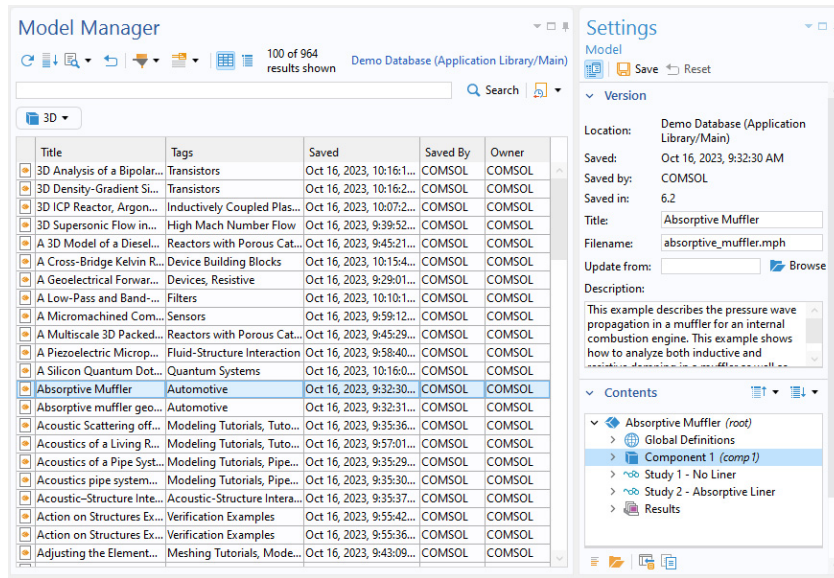 Model Manager
100 of 964
results shown
Demo Database (Application Library/Main)
Search
3D
Title Tags Saved Saved By Owner
3D Analysis of a Bipolar... Transistors Oct 16, 2023, 10:16:1... COMSOL COMSOL
3D Density-Gradient Si... Transistors Oct 16, 2023, 10:16:2... COMSOL COMSOL
3D ICP Reactor, Argon... Inductively Coupled Plas... Oct 16, 2023, 10:07:2... COMSOL COMSOL
3D Supersonic Flow in... High Mach Number Flow Oct 16, 2023, 9:39:52... COMSOL COMSOL
A 3D Model of a Diesel... Reactors with Porous Cat... Oct 16, 2023, 9:45:21... COMSOL COMSOL
A Cross-Bridge Kelvin R... Device Building Blocks Oct 16, 2023, 10:15:4... COMSOL COMSOL
A Geoelectrical Forwar... Devices, Resistive Oct 16, 2023, 9:29:01... COMSOL COMSOL
A Low-Pass and Band-... Filters Oct 16, 2023, 10:10:1... COMSOL COMSOL
A Micromachined Com... Sensors Oct 16, 2023, 9:59:12... COMSOL COMSOL
A Multiscale 3D Packed... Reactors with Porous Cat... Oct 16, 2023, 9:45:29... COMSOL COMSOL
A Piezoelectric Microp... Fluid-Structure Interaction Oct 16, 2023, 9:58:40... COMSOL COMSOL
A Silicon Quantum Dot... Quantum Systems Oct 16, 2023, 10:16:0... COMSOL COMSOL
Absorptive Muffler Automotive Oct 16, 2023, 9:32:30... COMSOL COMSOL
Absorptive muffler geo... Automotive Oct 16, 2023, 9:32:31... COMSOL COMSOL
Acoustic Scattering off... Modeling Tutorials, Tuto... Oct 16, 2023, 9:35:36... COMSOL COMSOL
Acoustics of a Living R... Modeling Tutorials, Tuto... Oct 16, 2023, 9:57:01... COMSOL COMSOL
Acoustics of a Pipe Syst... Modeling Tutorials, Pipe... Oct 16, 2023, 9:35:29... COMSOL COMSOL
Acoustics pipe system... Modeling Tutorials, Pipe... Oct 16, 2023, 9:35:30... COMSOL COMSOL
Acoustic–Structure Inte... Acoustic-Structure Intera... Oct 16, 2023, 9:35:37... COMSOL COMSOL
Action on Structures Ex... Verification Examples Oct 16, 2023, 9:55:42... COMSOL COMSOL
Action on Structures Ex... Verification Examples Oct 16, 2023, 9:55:36... COMSOL COMSOL
Adjusting the Element... Meshing Tutorials, Mode... Oct 16, 2023, 9:43:09... COMSOL COMSOL
Settings
Model
Save Reset
Version
Location: Demo Database (Application
Library/Main)
Saved: Oct 16, 2023, 9:32:30 AM
Saved by: COMSOL
Saved in: 6.2
Title: Absorptive Muffler
Filename: absorptive_muffler.mph
Update from: Browse
Description:
This example describes the pressure wave
propagation in a muffler for an internal
combustion engine. This example shows
how to analyze both inductive and
resistive damping in a muffler as well as
Contents
Absorptive Muffler (root)
Global Definitions
Component 1 (comp1)
Study 1 - No Liner
Study 2 - Absorptive Liner
Results